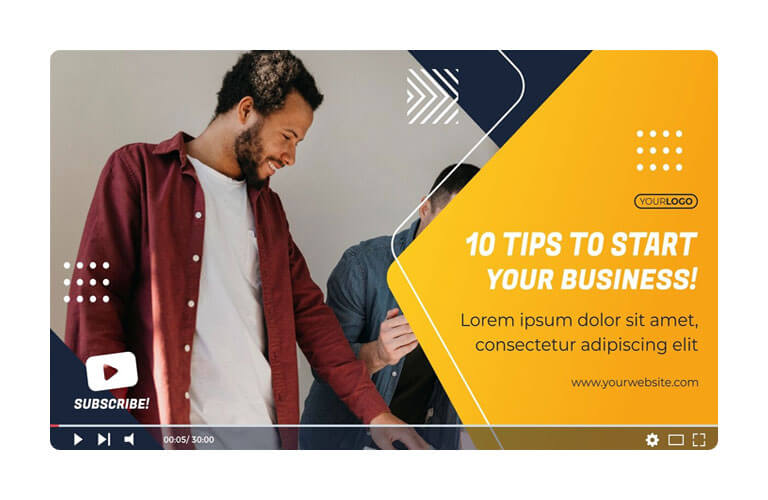 YOURLOGO
10 TIPS TO START
YOUR BUSINESS!
Lorem ipsum dolor sit amet,
consectetur adipiscing elit
www.yourwebsite.com
SUBSCRIBE!
00:05/ 30:00